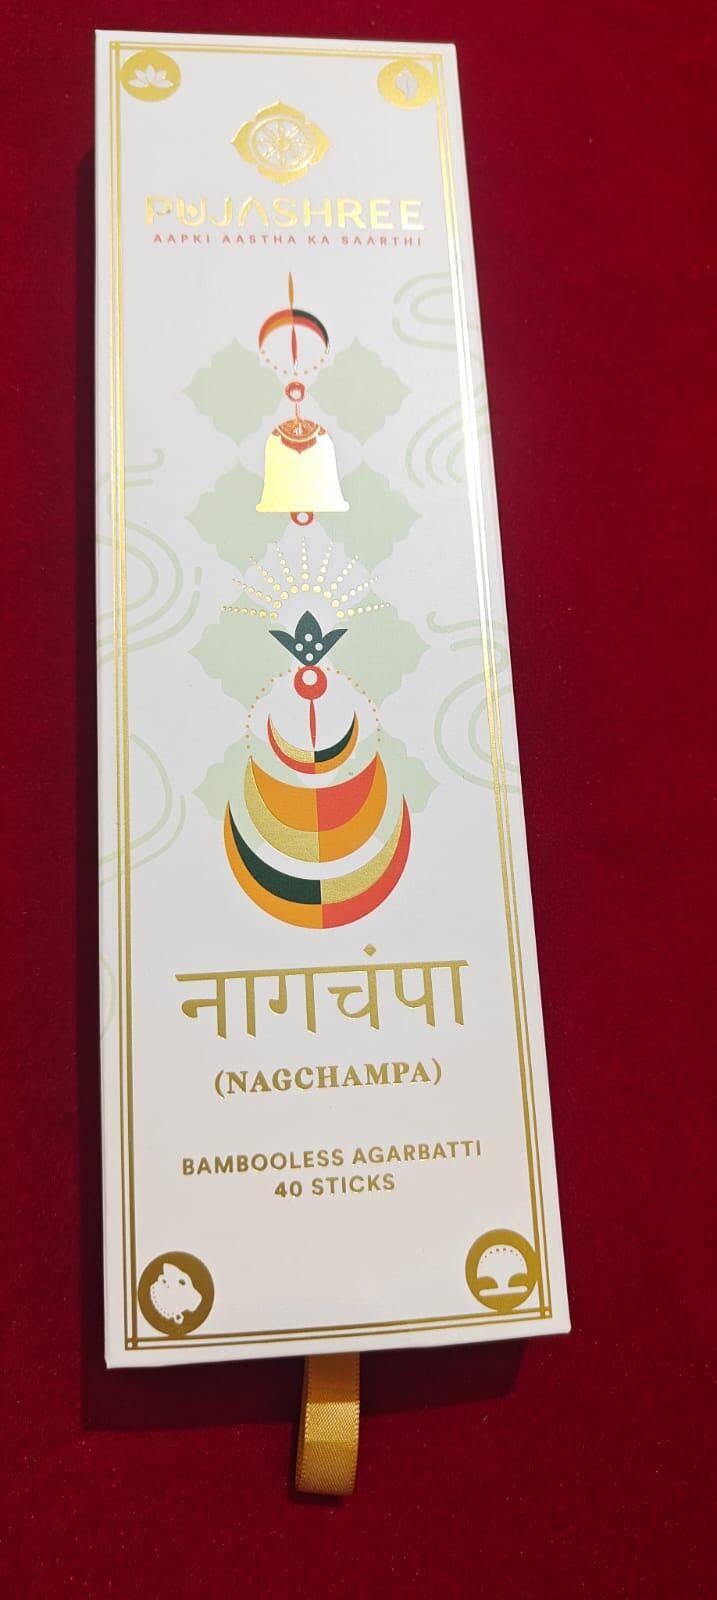 PUJASHREE
AAPKI AASTHA KA SAARTHI
नागचंपा
(NAGCHAMPA)
BAMBOOLESS AGARBATTI
40 STICKS